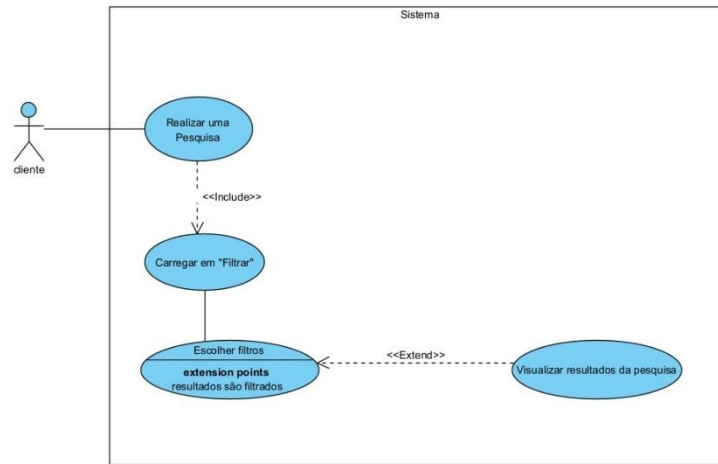 Sistema
Realizar uma
Pesquisa
cliente
<<Include>>
Carregar em "Filtrar"
Escolher filtros
extension points
resultados são filtrados
<<Extend>>
Visualizar resultados da pesquisa